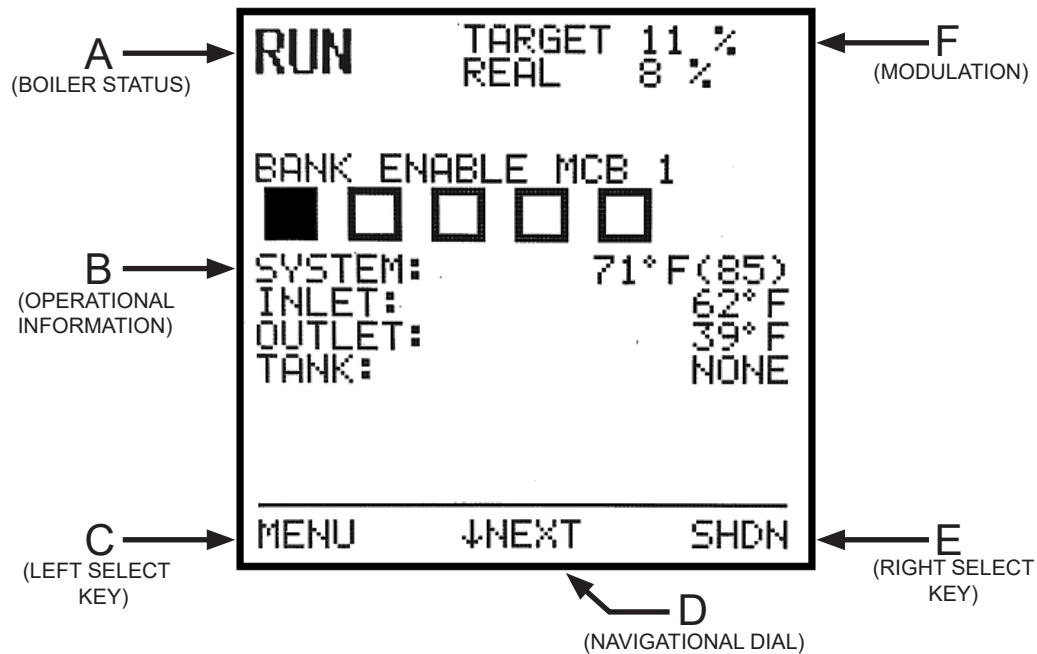 A
(BOILER STATUS)
RUN
TARGET 11 %
REAL 8 %
F
(MODULATION)
BANK ENABLE MCB 1
B
(OPERATIONAL
INFORMATION)
SYSTEM: 71°F(85)
INLET: 62°F
OUTLET: 39°F
TANK: NONE
C
(LEFT SELECT
KEY)
MENU ↓NEXT SHDN
E
(RIGHT SELECT
KEY)
D
(NAVIGATIONAL DIAL)